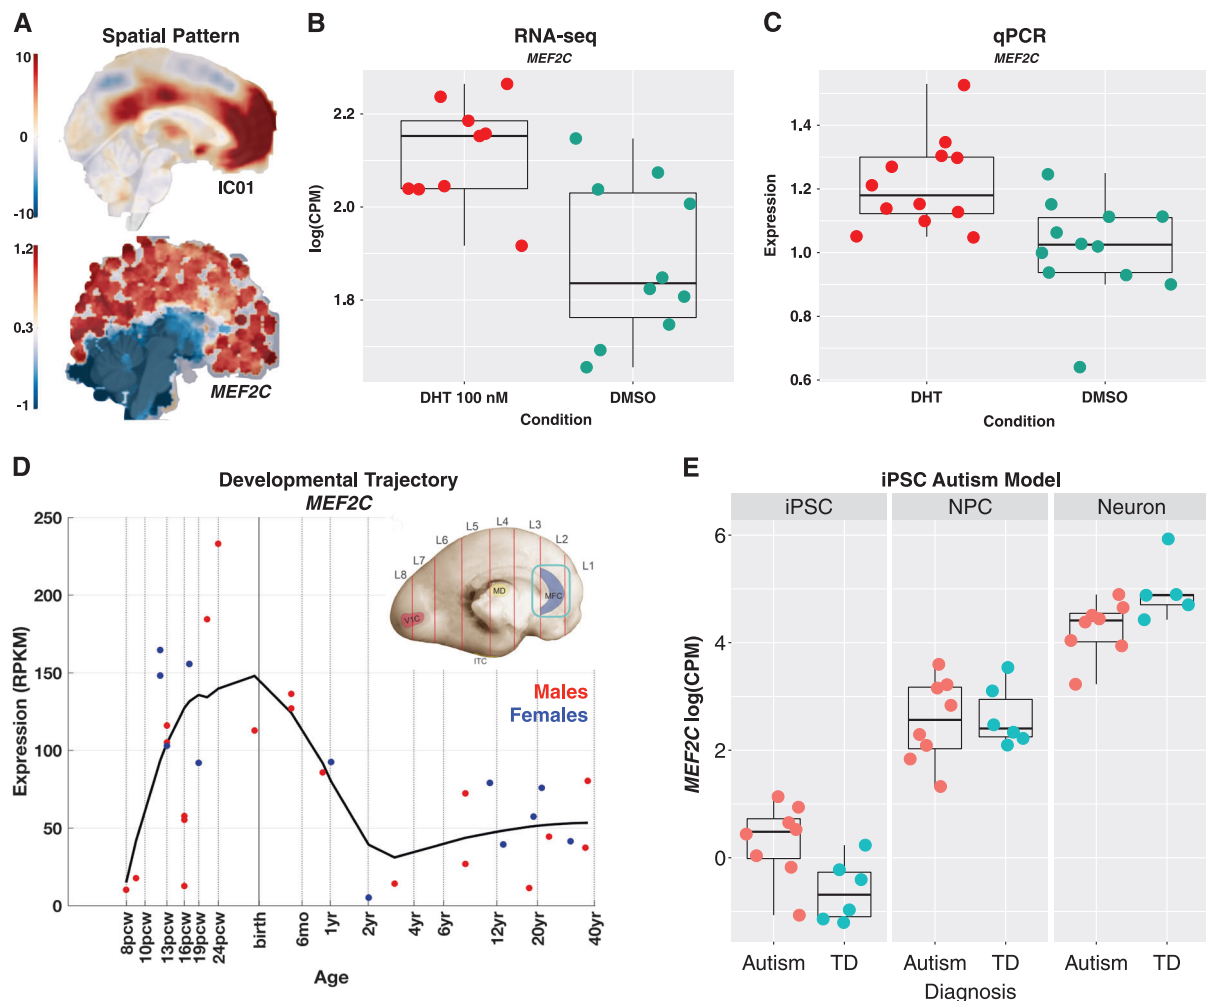 A
Spatial Pattern
10
0
-10
IC01
1.2
0.3
-1
MEF2C
B
RNA-seq
MEF2C
log(CPM)
2.2
2.0
1.8
DHT 100 nM
DMSO
Condition
C
qPCR
MEF2C
Expression
1.4
1.2
1.0
0.8
0.6
DHT
DMSO
Condition
D
Developmental Trajectory
MEF2C
Expression (RPKM)
250
200
150
100
50
0
L8
L7
L6
L5
L4
L3
L2
L1
V1C
MD
MFC
ITC
Males
Females
8pcw
10pcw
13pcw
16pcw
19pcw
24pcw
birth
6mo
1yr
2yr
4yr
6yr
12yr
20yr
40yr
Age
E
iPSC Autism Model
iPSC
NPC
Neuron
MEF2C log(CPM)
6
4
2
0
Autism
TD
Autism
TD
Autism
TD
Diagnosis